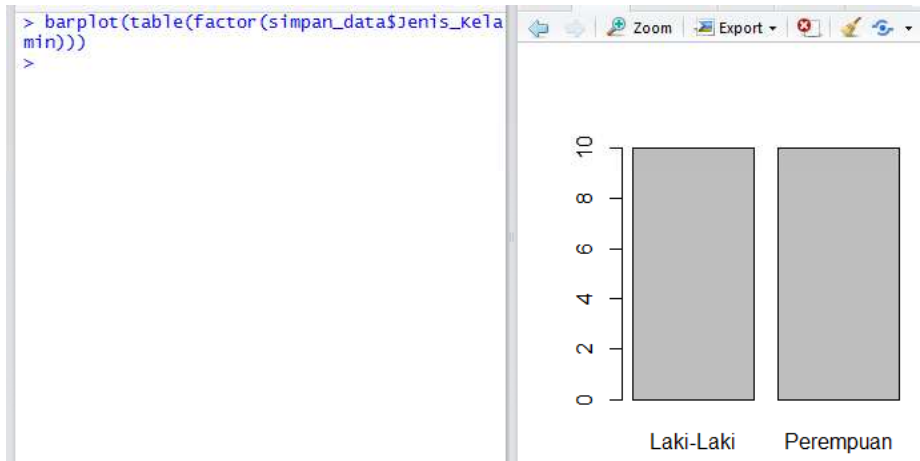 > barplot(table(factor(simpan_data$Jenis_Kela
min)))
>
Zoom Export
10
8
6
4
2
0
Laki-Laki Perempuan